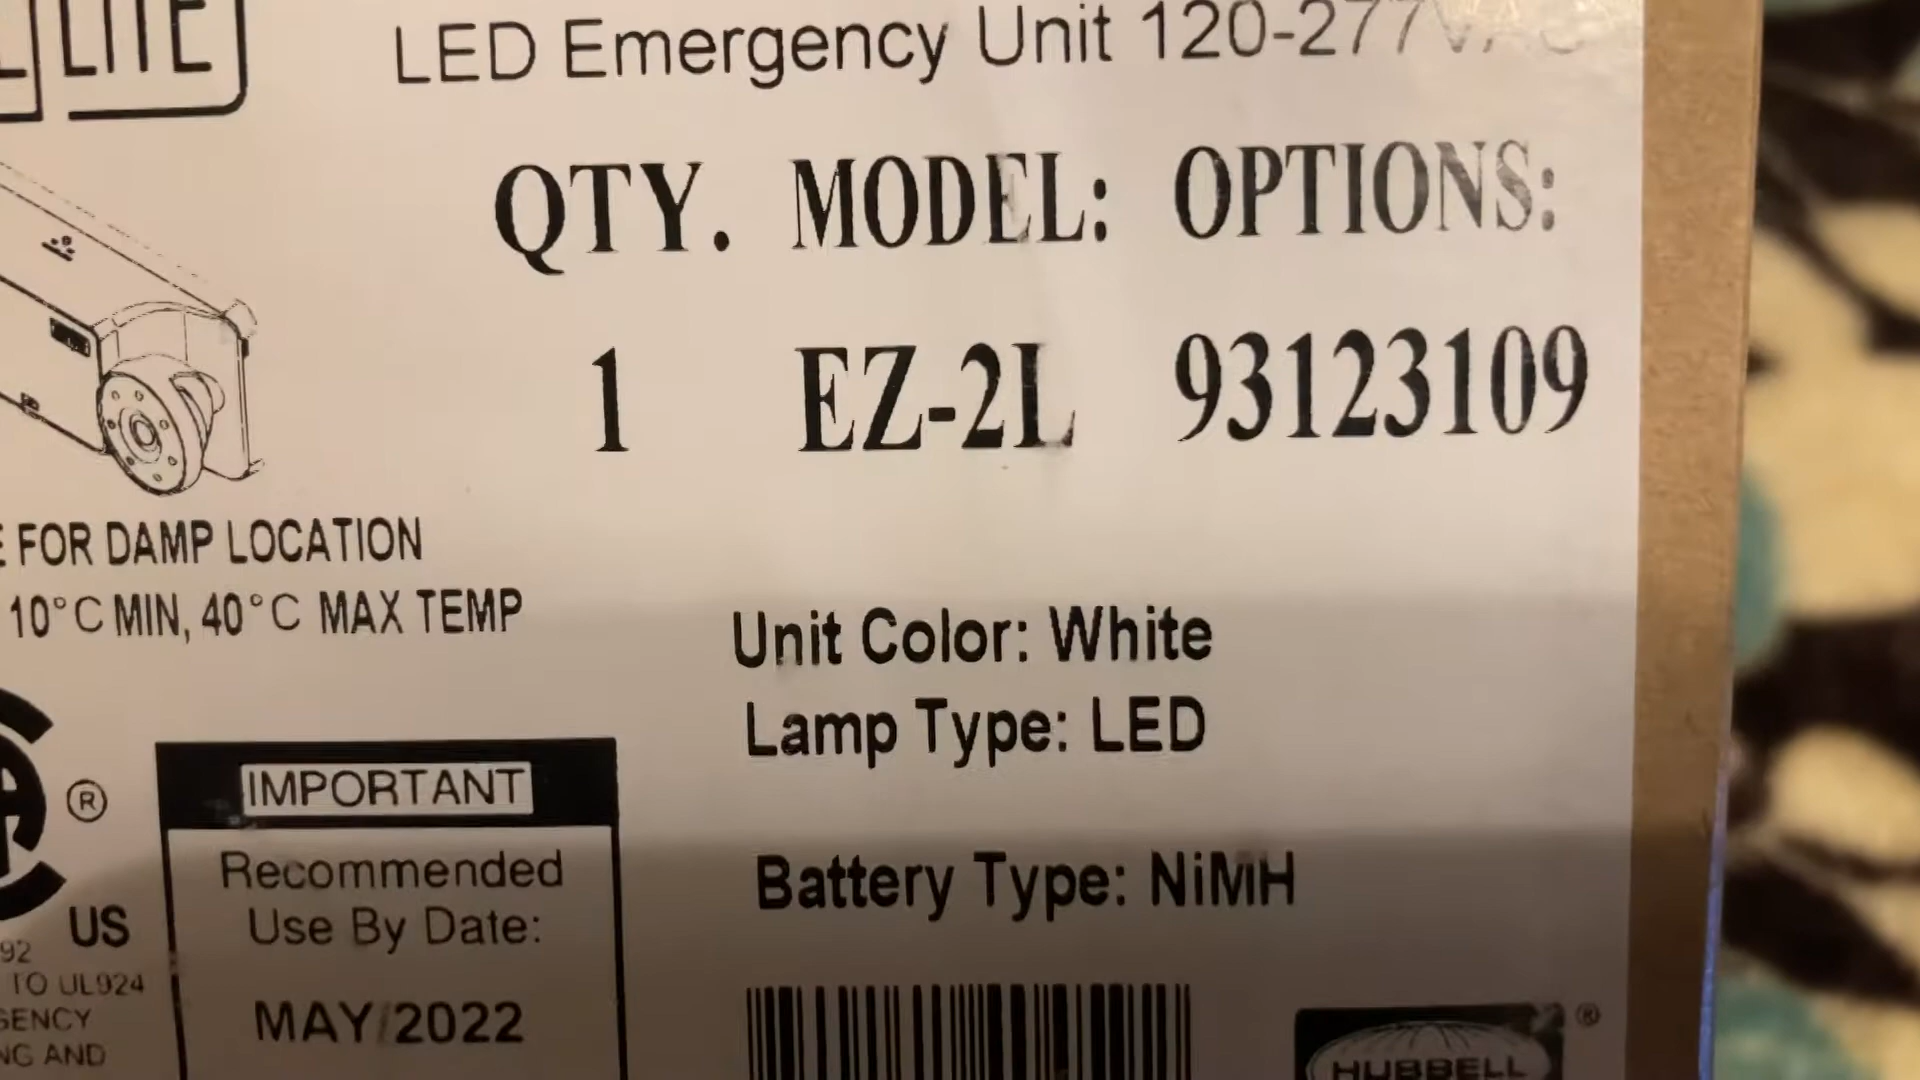 LITE
LED Emergency Unit 120-277VAC
QTY. MODEL: OPTIONS:
1 EZ-2L 93123109
FOR DAMP LOCATION
10°C MIN, 40°C MAX TEMP
Unit Color: White
Lamp Type: LED
®
US
92
TO UL924
NG AND
IMPORTANT
Recommended
Use By Date:
MAY/2022
Battery Type: NiMH
HUBBELL
®